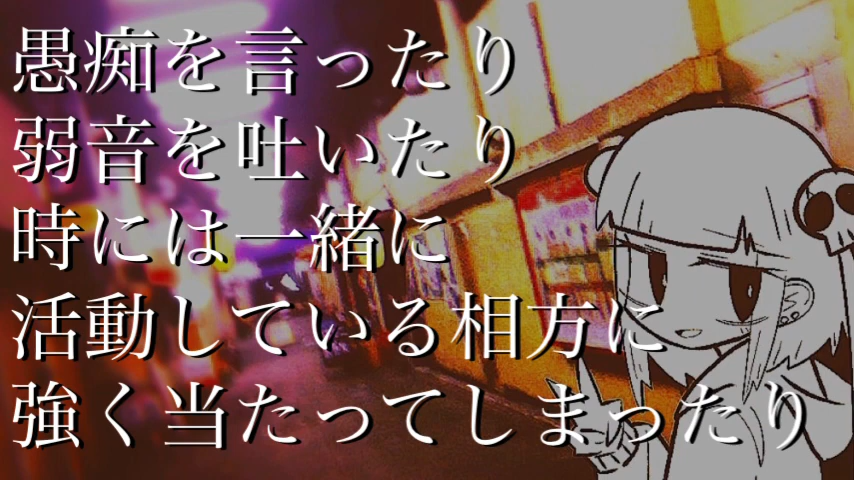 愚痴を言ったり
弱音を吐いたり
時には一緒に
活動している相方に
強く当たってしまったり